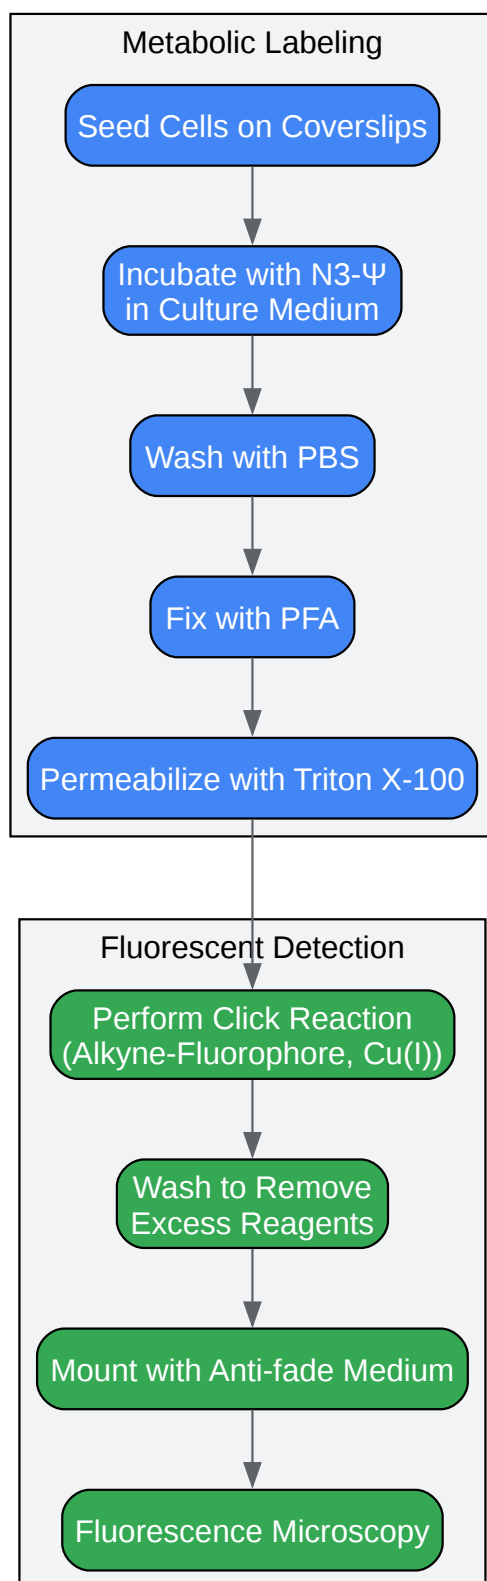 Metabolic Labeling
Seed Cells on Coverslips
Incubate with N3-Ψ
in Culture Medium
Wash with PBS
Fix with PFA
Permeabilize with Triton X-100
Fluorescent Detection
Perform Click Reaction
(Alkyne-Fluorophore, Cu(I))
Wash to Remove
Excess Reagents
Mount with Anti-fade Medium
Fluorescence Microscopy